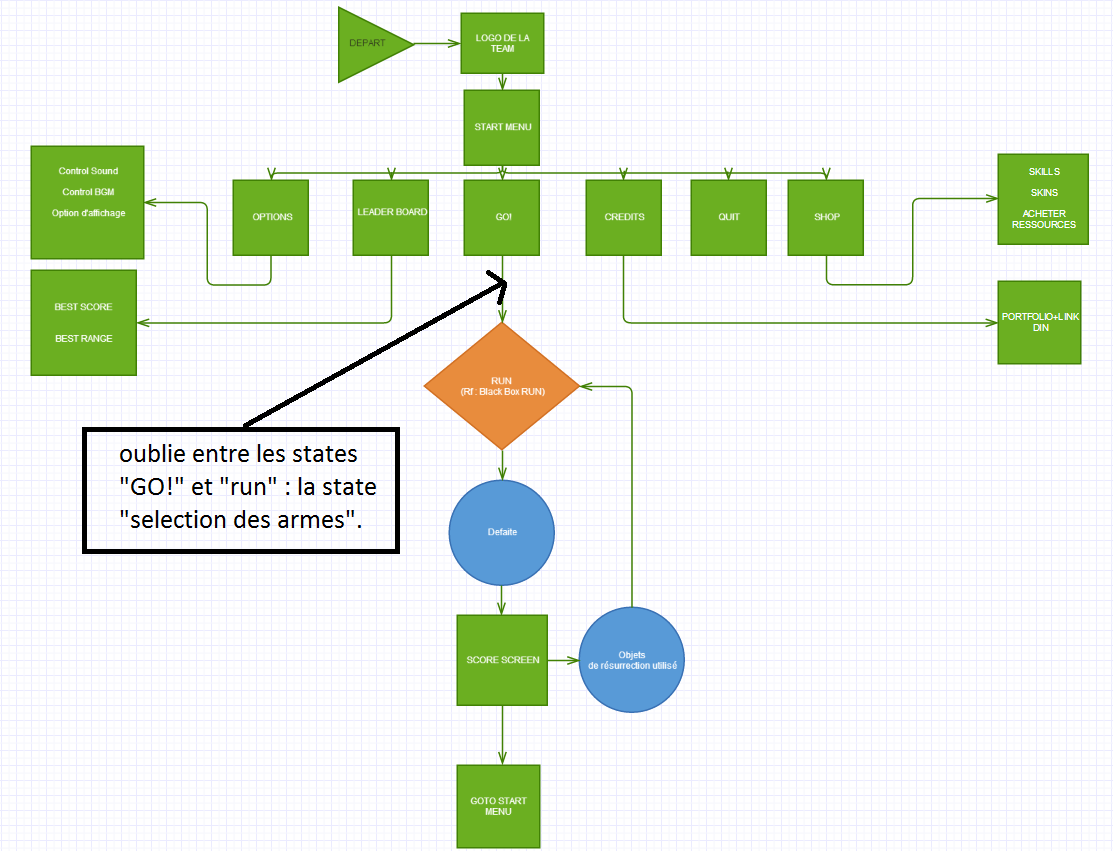 DEPART
LOGO DE LA
TEAM
START MENU
Control Sound
Control BGM
Option d'affichage
OPTIONS
LEADER BOARD
GO!
CREDITS
QUIT
SHOP
SKILLS
SKINS
ACHETER
RESSOURCES
BEST SCORE
BEST RANGE
PORTFOLIO+LINK
DIN
RUN
(Rf : Black Box RUN)
oublie entre les states
"GO!" et "run" : la state
"selection des armes".
Defaite
SCORE SCREEN
Objets
de résurrection utilisé
GOTO START
MENU